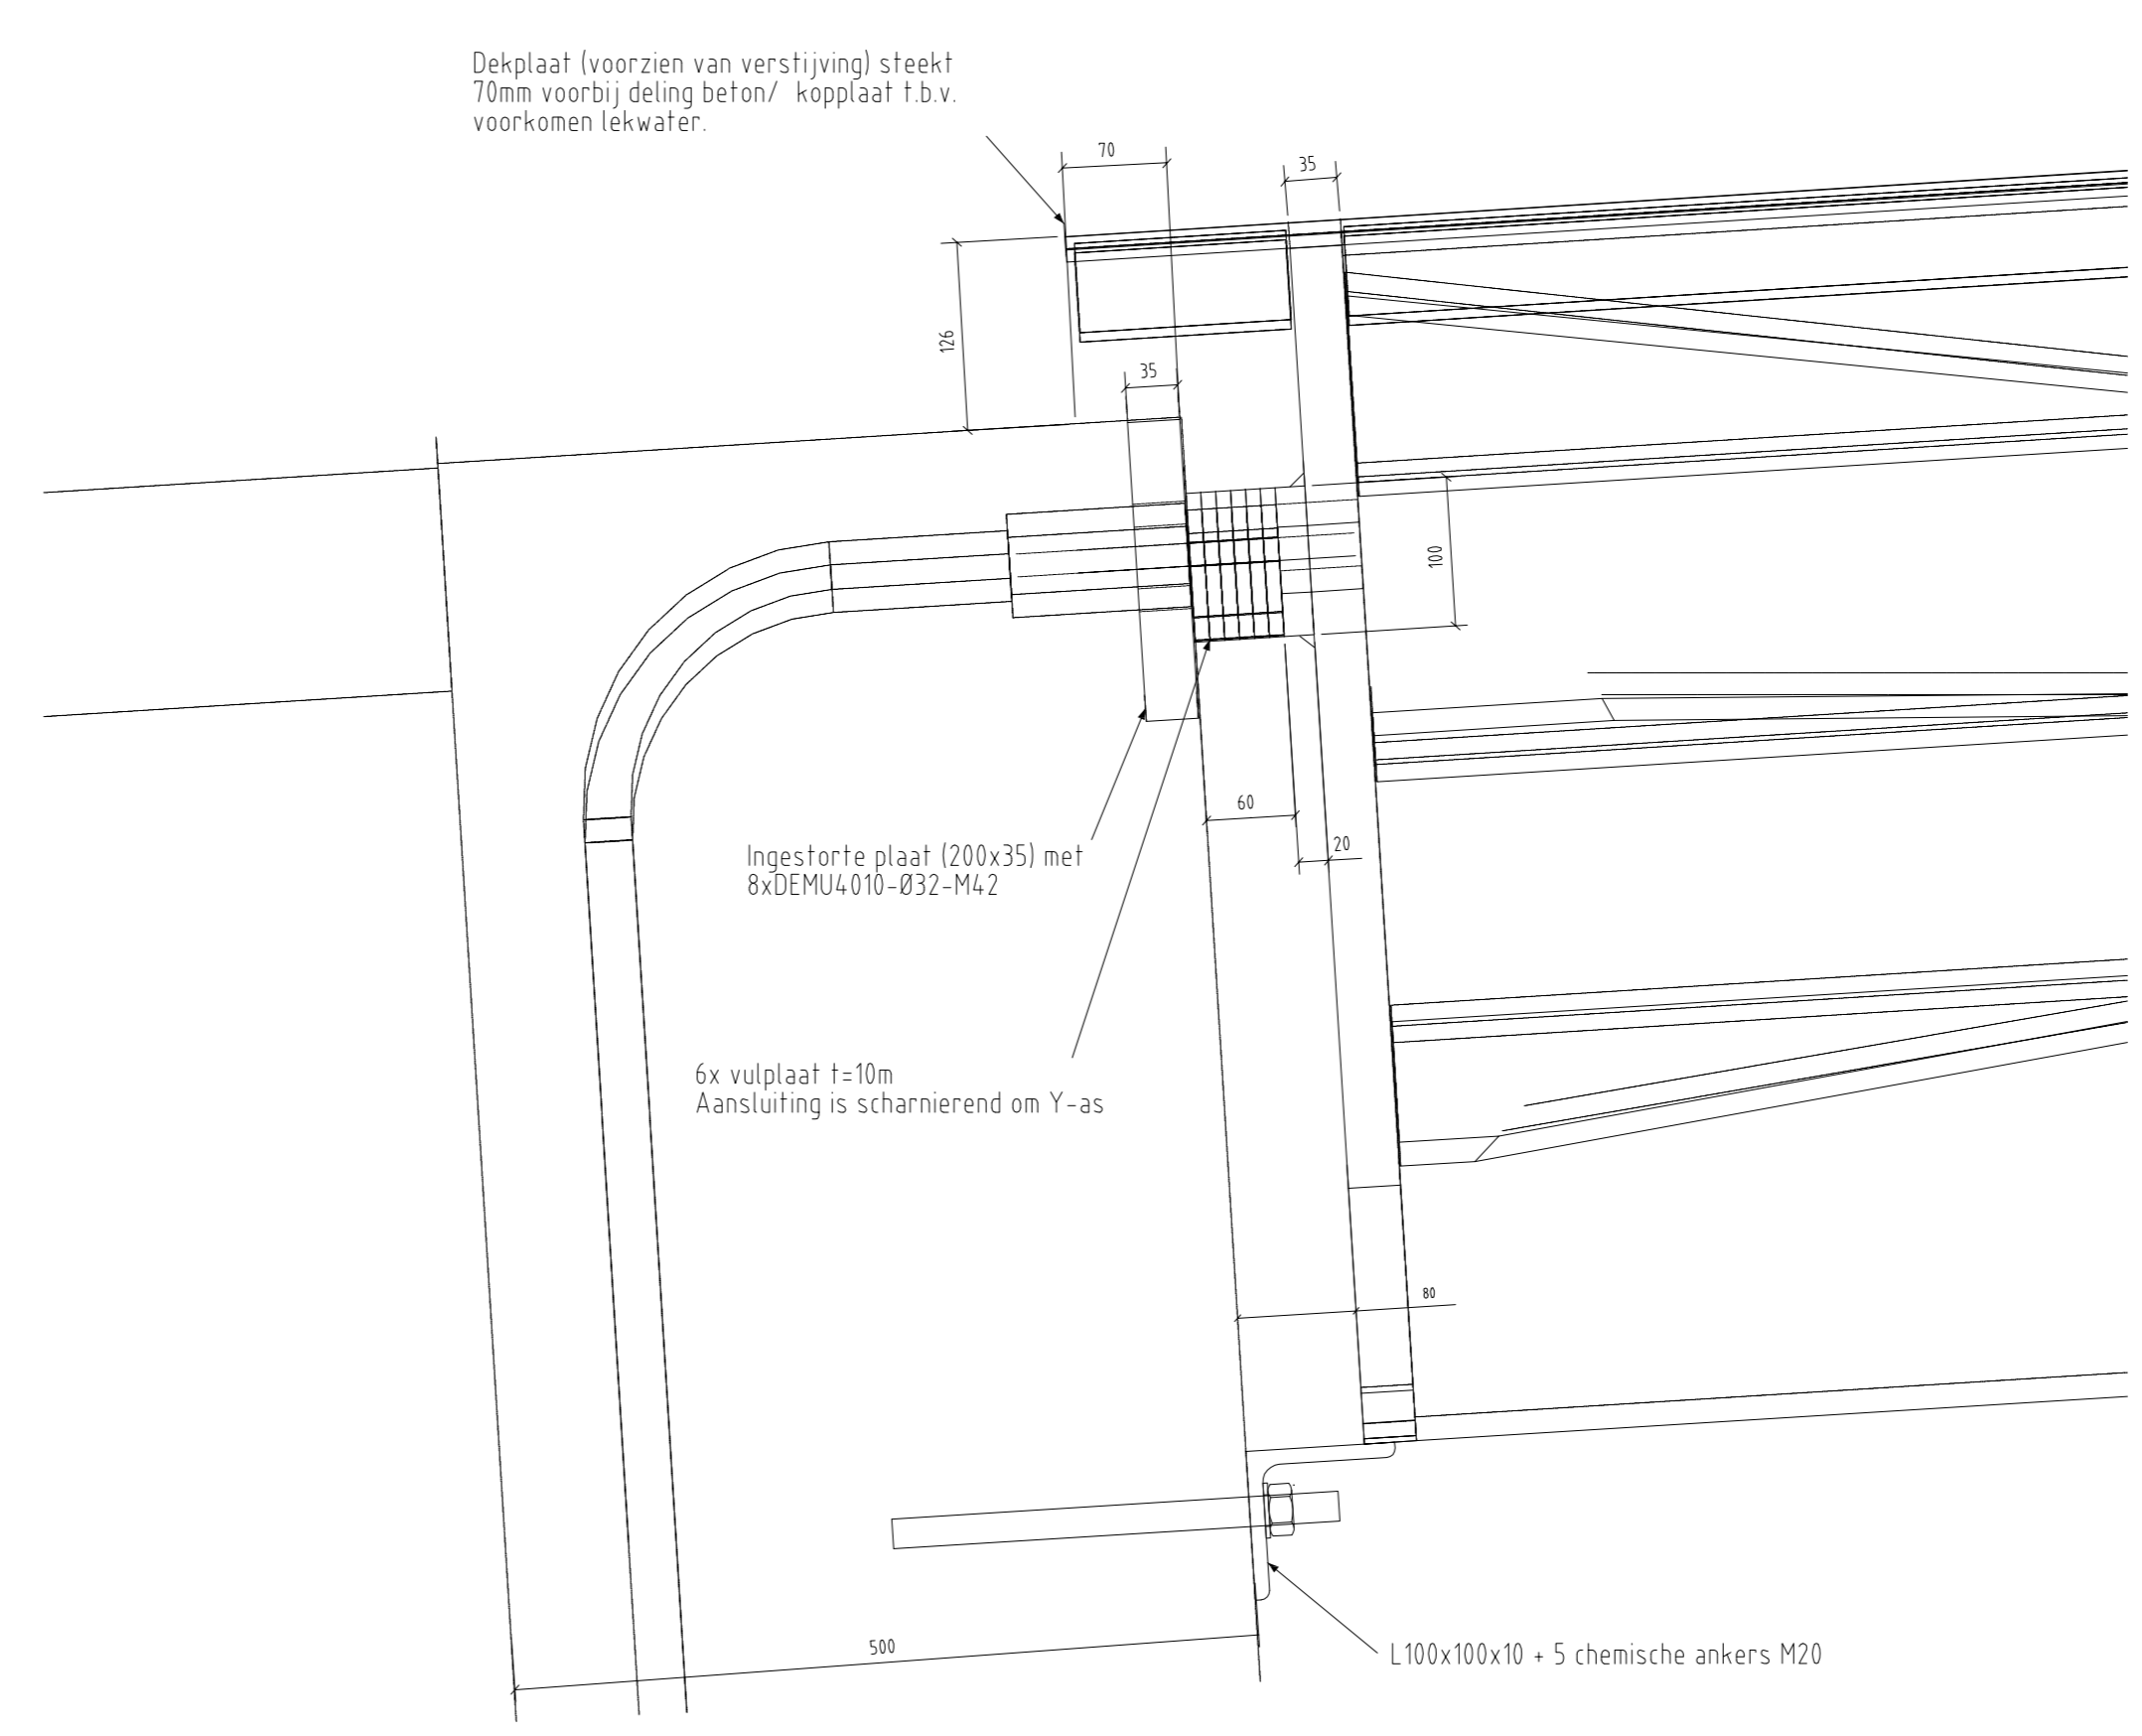 Dekplaat (voorzien van verstijving) steekt
70mm voorbij deling beton/ kopplaat t.b.v.
voorkomen lekwater.
70
35
126
35
100
60
20
Ingestorte plaat (200x35) met
8xDEMU4010-Ø32-M42
6x vulplaat t=10m
Aansluiting is scharnierend om Y-as
80
500
L100x100x10 + 5 chemische ankers M20